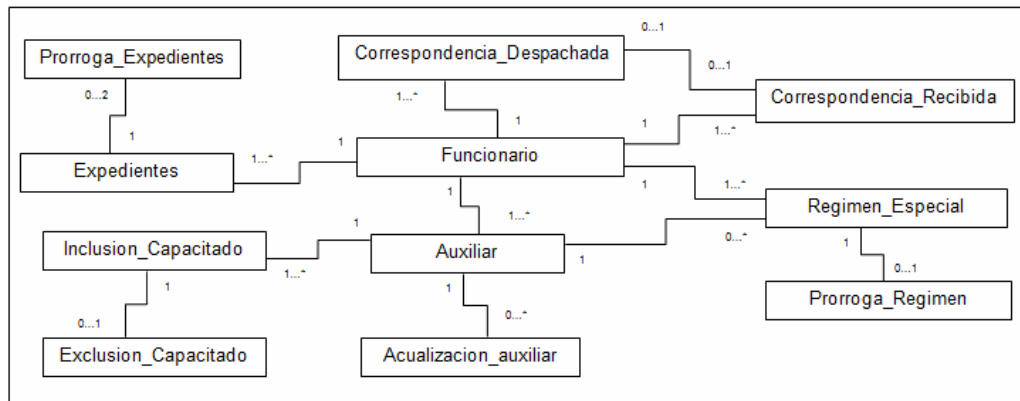 0...1
Prorroga_Expedientes
Correspondencia_Despachada
0...1
0...2
1...*
Correspondencia_Recibida
1
1
1
1...*
1...*
Expedientes
Funcionario
1
1
1...*
1...*
Regimen_Especial
1
Inclusion_Capacitado
Auxiliar
0...*
1
1...*
1
1
1
0...1
0...1
0...*
Prorroga_Regimen
Exclusion_Capacitado
Acualizacion_auxiliar